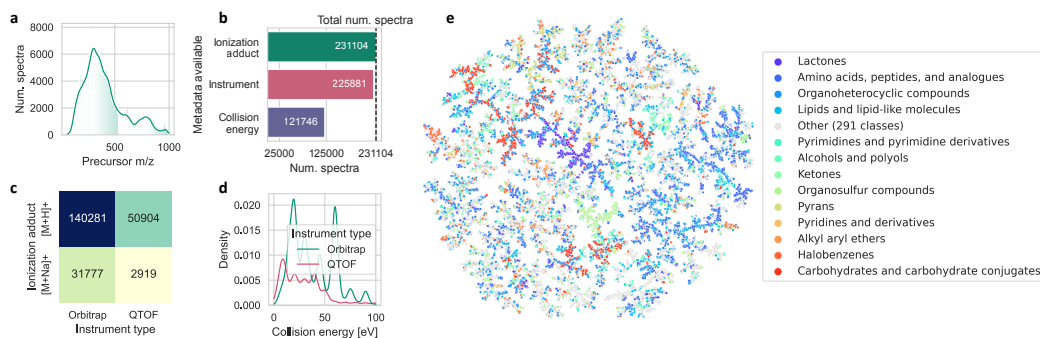 a
8000
6000
4000
2000
0
Num. spectra
500
1000
Precursor m/z
b
Total num. spectra
Metadata available
Ionization
adduct
231104
Instrument
225881
Collision
energy
121746
25000
125000
231104
Num. spectra
c
Ionization adduct
[M+H]+
[M+Na]+
140281
50904
31777
2919
Orbitrap
QTOF
Instrument type
d
Density
0.020
0.015
0.010
0.005
0.000
Instrument type
Orbitrap
QTOF
0
50
100
Collision energy [eV]
e
Lactones
Amino acids, peptides, and analogues
Organoheterocyclic compounds
Lipids and lipid-like molecules
Other (291 classes)
Pyrimidines and pyrimidine derivatives
Alcohols and polyols
Ketones
Organosulfur compounds
Pyrans
Pyridines and derivatives
Alkyl aryl ethers
Halobenzenes
Carbohydrates and carbohydrate conjugates